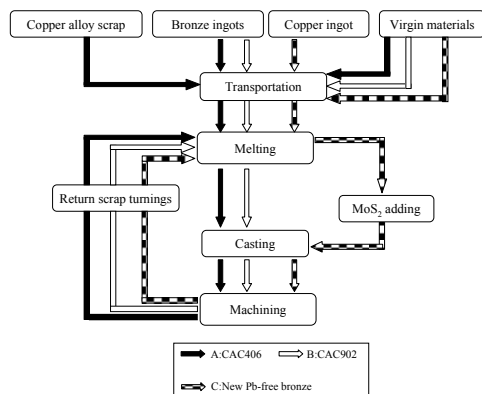 Copper alloy scrap
Bronze ingots
Copper ingot
Virgin materials
Transportation
Melting
Return scrap turnings
MoS₂ adding
Casting
Machining
A:CAC406
B:CAC902
C:New Pb-free bronze